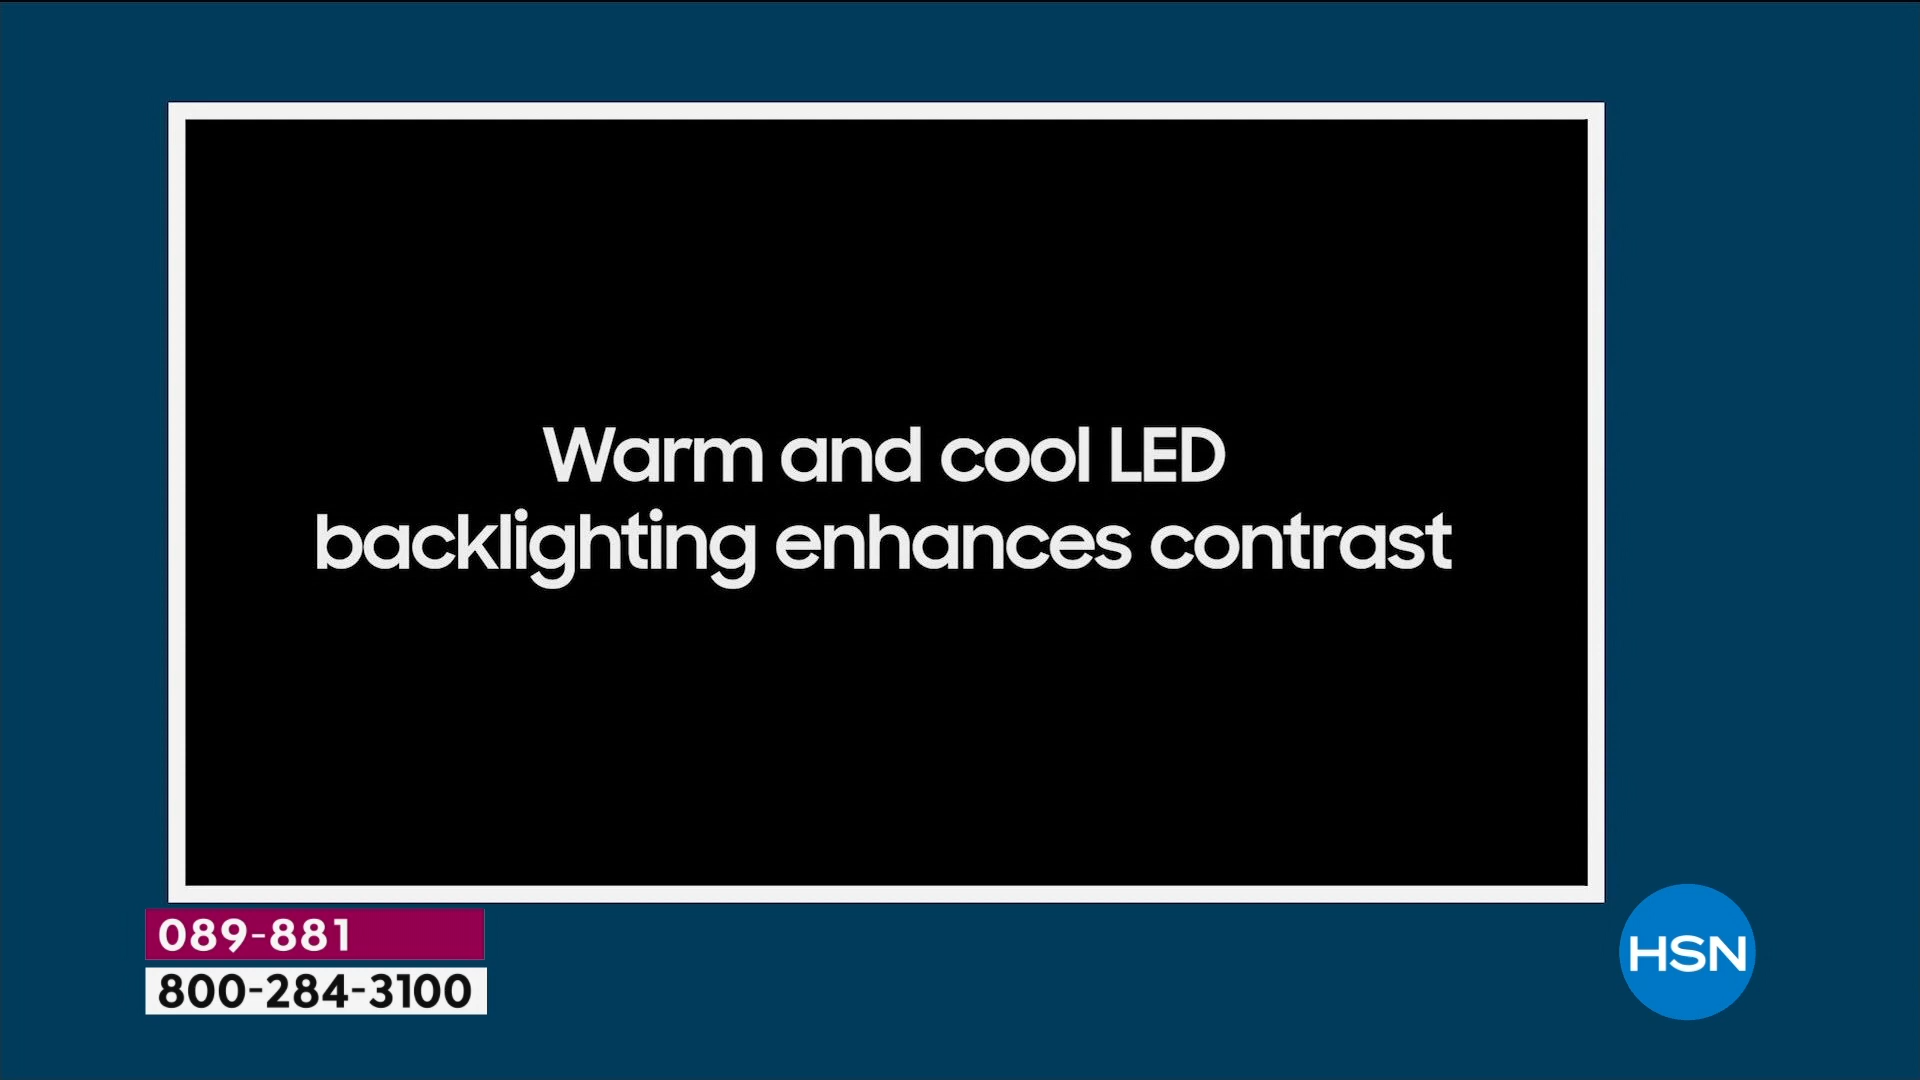 Warm and cool LED
backlighting enhances contrast
089-881
800-284-3100
HSN